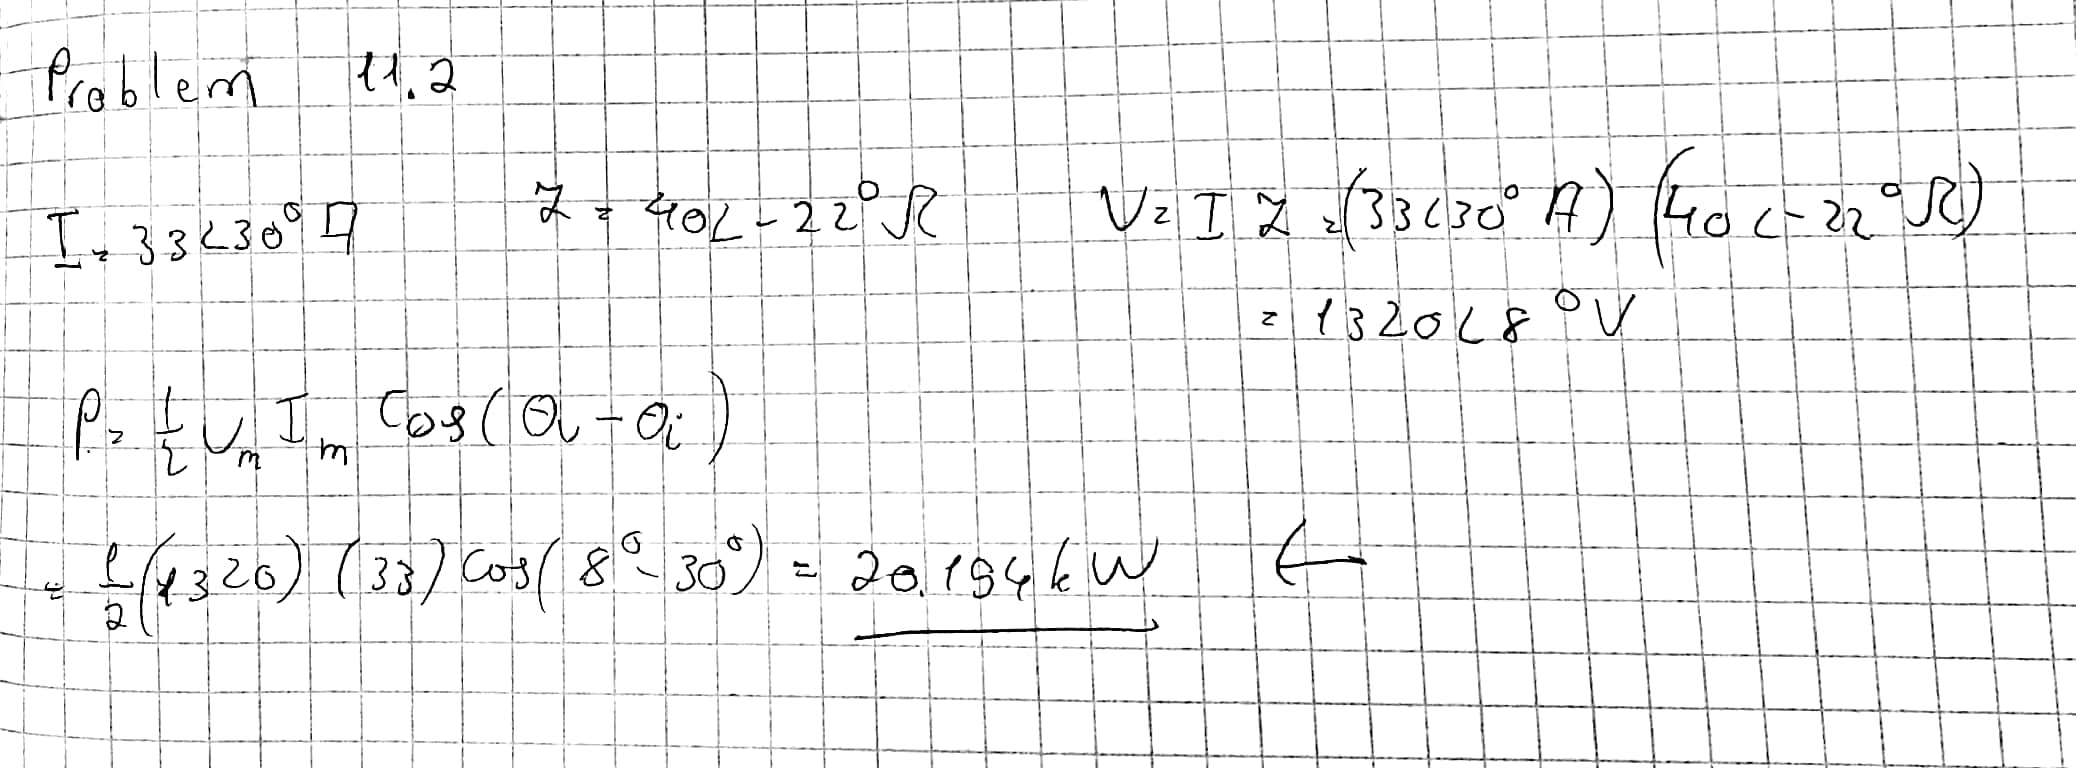 Problem 11.2
I = 33∠30° A Z = 40∠-22° Ω V = I Z = (33∠30° A) (40∠-22° Ω)
= 1320∠8° V
P = 1/2 Vm Im Cos(θv - θi)
= 1/2 (1320) (33) Cos(8° - 30°) = 20.194 kW ←